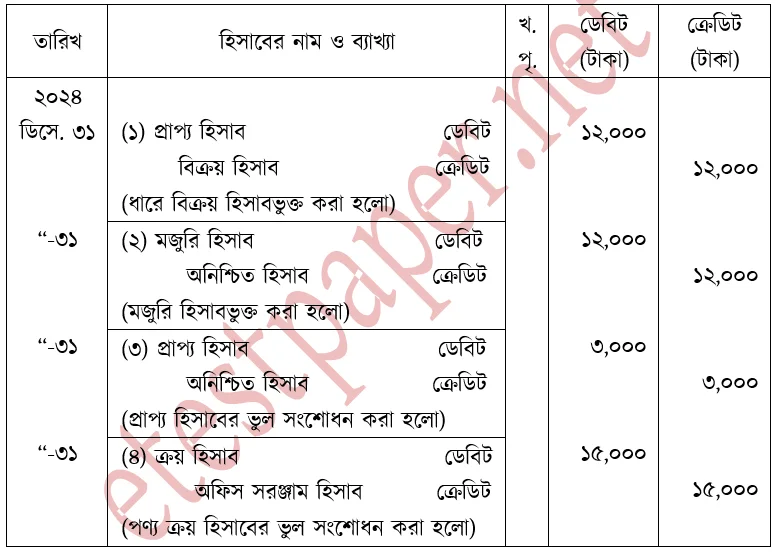 তারিখ হিসাবের নাম ও ব্যাখ্যা খ. পৃ. ডেবিট (টাকা) ক্রেডিট (টাকা)
২০২৪
ডিসে. ৩১ (১) প্রাপ্য হিসাব ডেবিট ১২,০০০
বিক্রয় হিসাব ক্রেডিট ১২,০০০
(ধারে বিক্রয় হিসাবভুক্ত করা হলো)
“-৩১ (২) মজুরি হিসাব ডেবিট ১২,০০০
অনিশ্চিত হিসাব ক্রেডিট ১২,০০০
(মজুরি হিসাবভুক্ত করা হলো)
“-৩১ (৩) প্রাপ্য হিসাব ডেবিট ৩,০০০
অনিশ্চিত হিসাব ক্রেডিট ৩,০০০
(প্রাপ্য হিসাবের ভুল সংশোধন করা হলো)
“-৩১ (৪) ক্রয় হিসাব ডেবিট ১৫,০০০
অফিস সরঞ্জাম হিসাব ক্রেডিট ১৫,০০০
(পণ্য ক্রয় হিসাবের ভুল সংশোধন করা হলো)
etestpaper.net